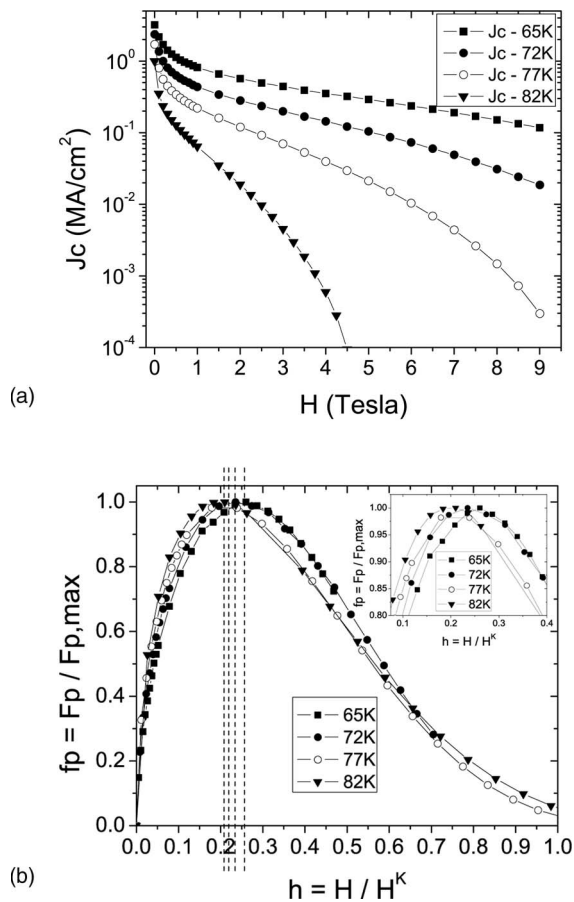 10^0
10^-1
10^-2
10^-3
10^-4
Jc (MA/cm²)
Jc - 65K
Jc - 72K
Jc - 77K
Jc - 82K
0 1 2 3 4 5 6 7 8 9
H (Tesla)
(a)
1.0
0.8
0.6
0.4
0.2
0.0
fp = Fp / Fp,max
1.00
0.95
0.90
0.85
0.80
fp = Fp / Fp,max
65K
72K
77K
82K
0.1 0.2 0.3 0.4
h = H / H^K
65K
72K
77K
82K
0.0 0.1 0.2 0.3 0.4 0.5 0.6 0.7 0.8 0.9 1.0
h = H / H^K
(b)